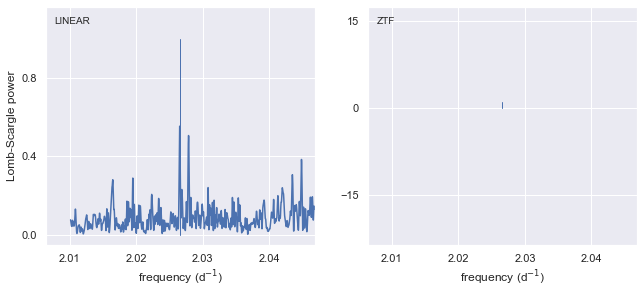 LINEAR
Lomb-Scargle power
0.8
0.4
0.0
2.01
2.02
2.03
2.04
frequency (d⁻¹)
ZTF
15
0
−15
2.01
2.02
2.03
2.04
frequency (d⁻¹)